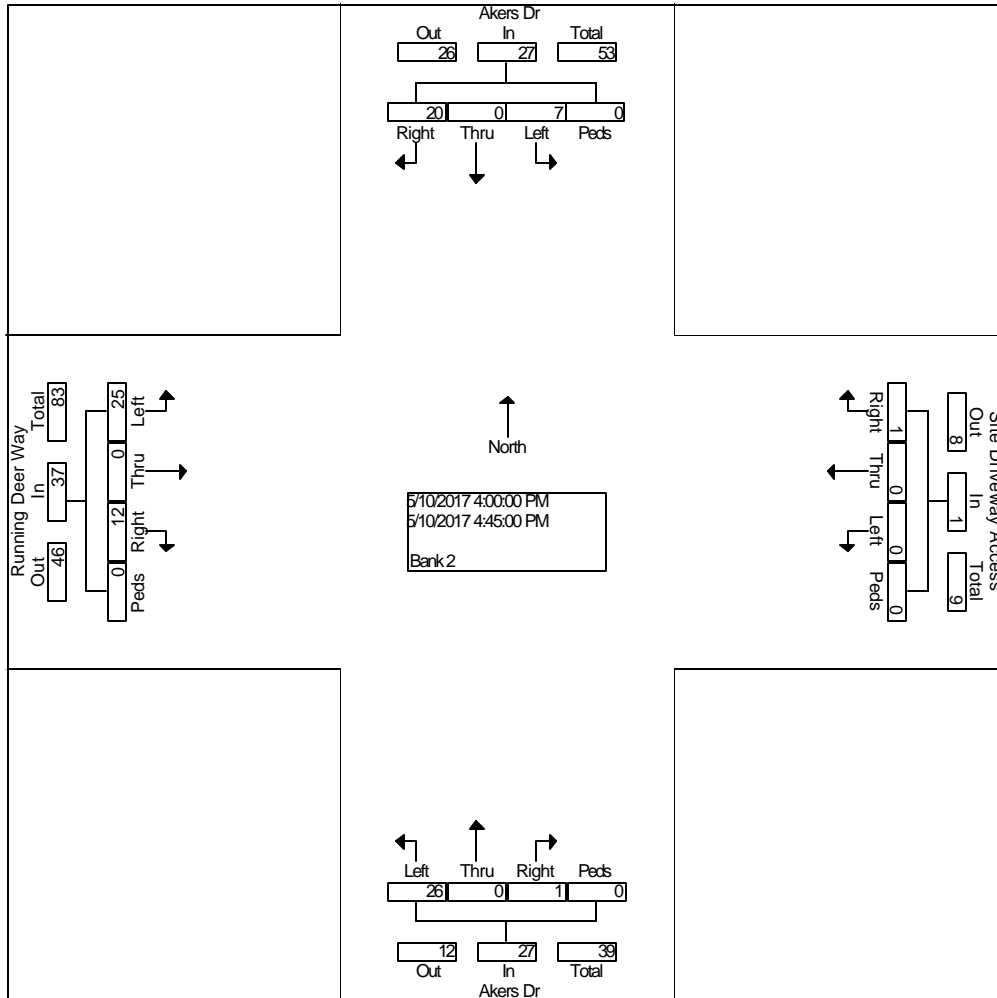 Akers Dr
Out In Total
26 27 53
20 0 7 0
Right Thru Left Peds
Running Deer Way
Total In Out
83 37 46
25 0 12 0
Left Thru Right Peds
North
5/10/2017 4:00:00 PM
5/10/2017 4:45:00 PM
Bank 2
Site Driveway Access
Out In Total
8 1 9
1 0 0 0
Right Thru Left Peds
Left Thru Right Peds
26 0 1 0
12 27 39
Out In Total
Akers Dr